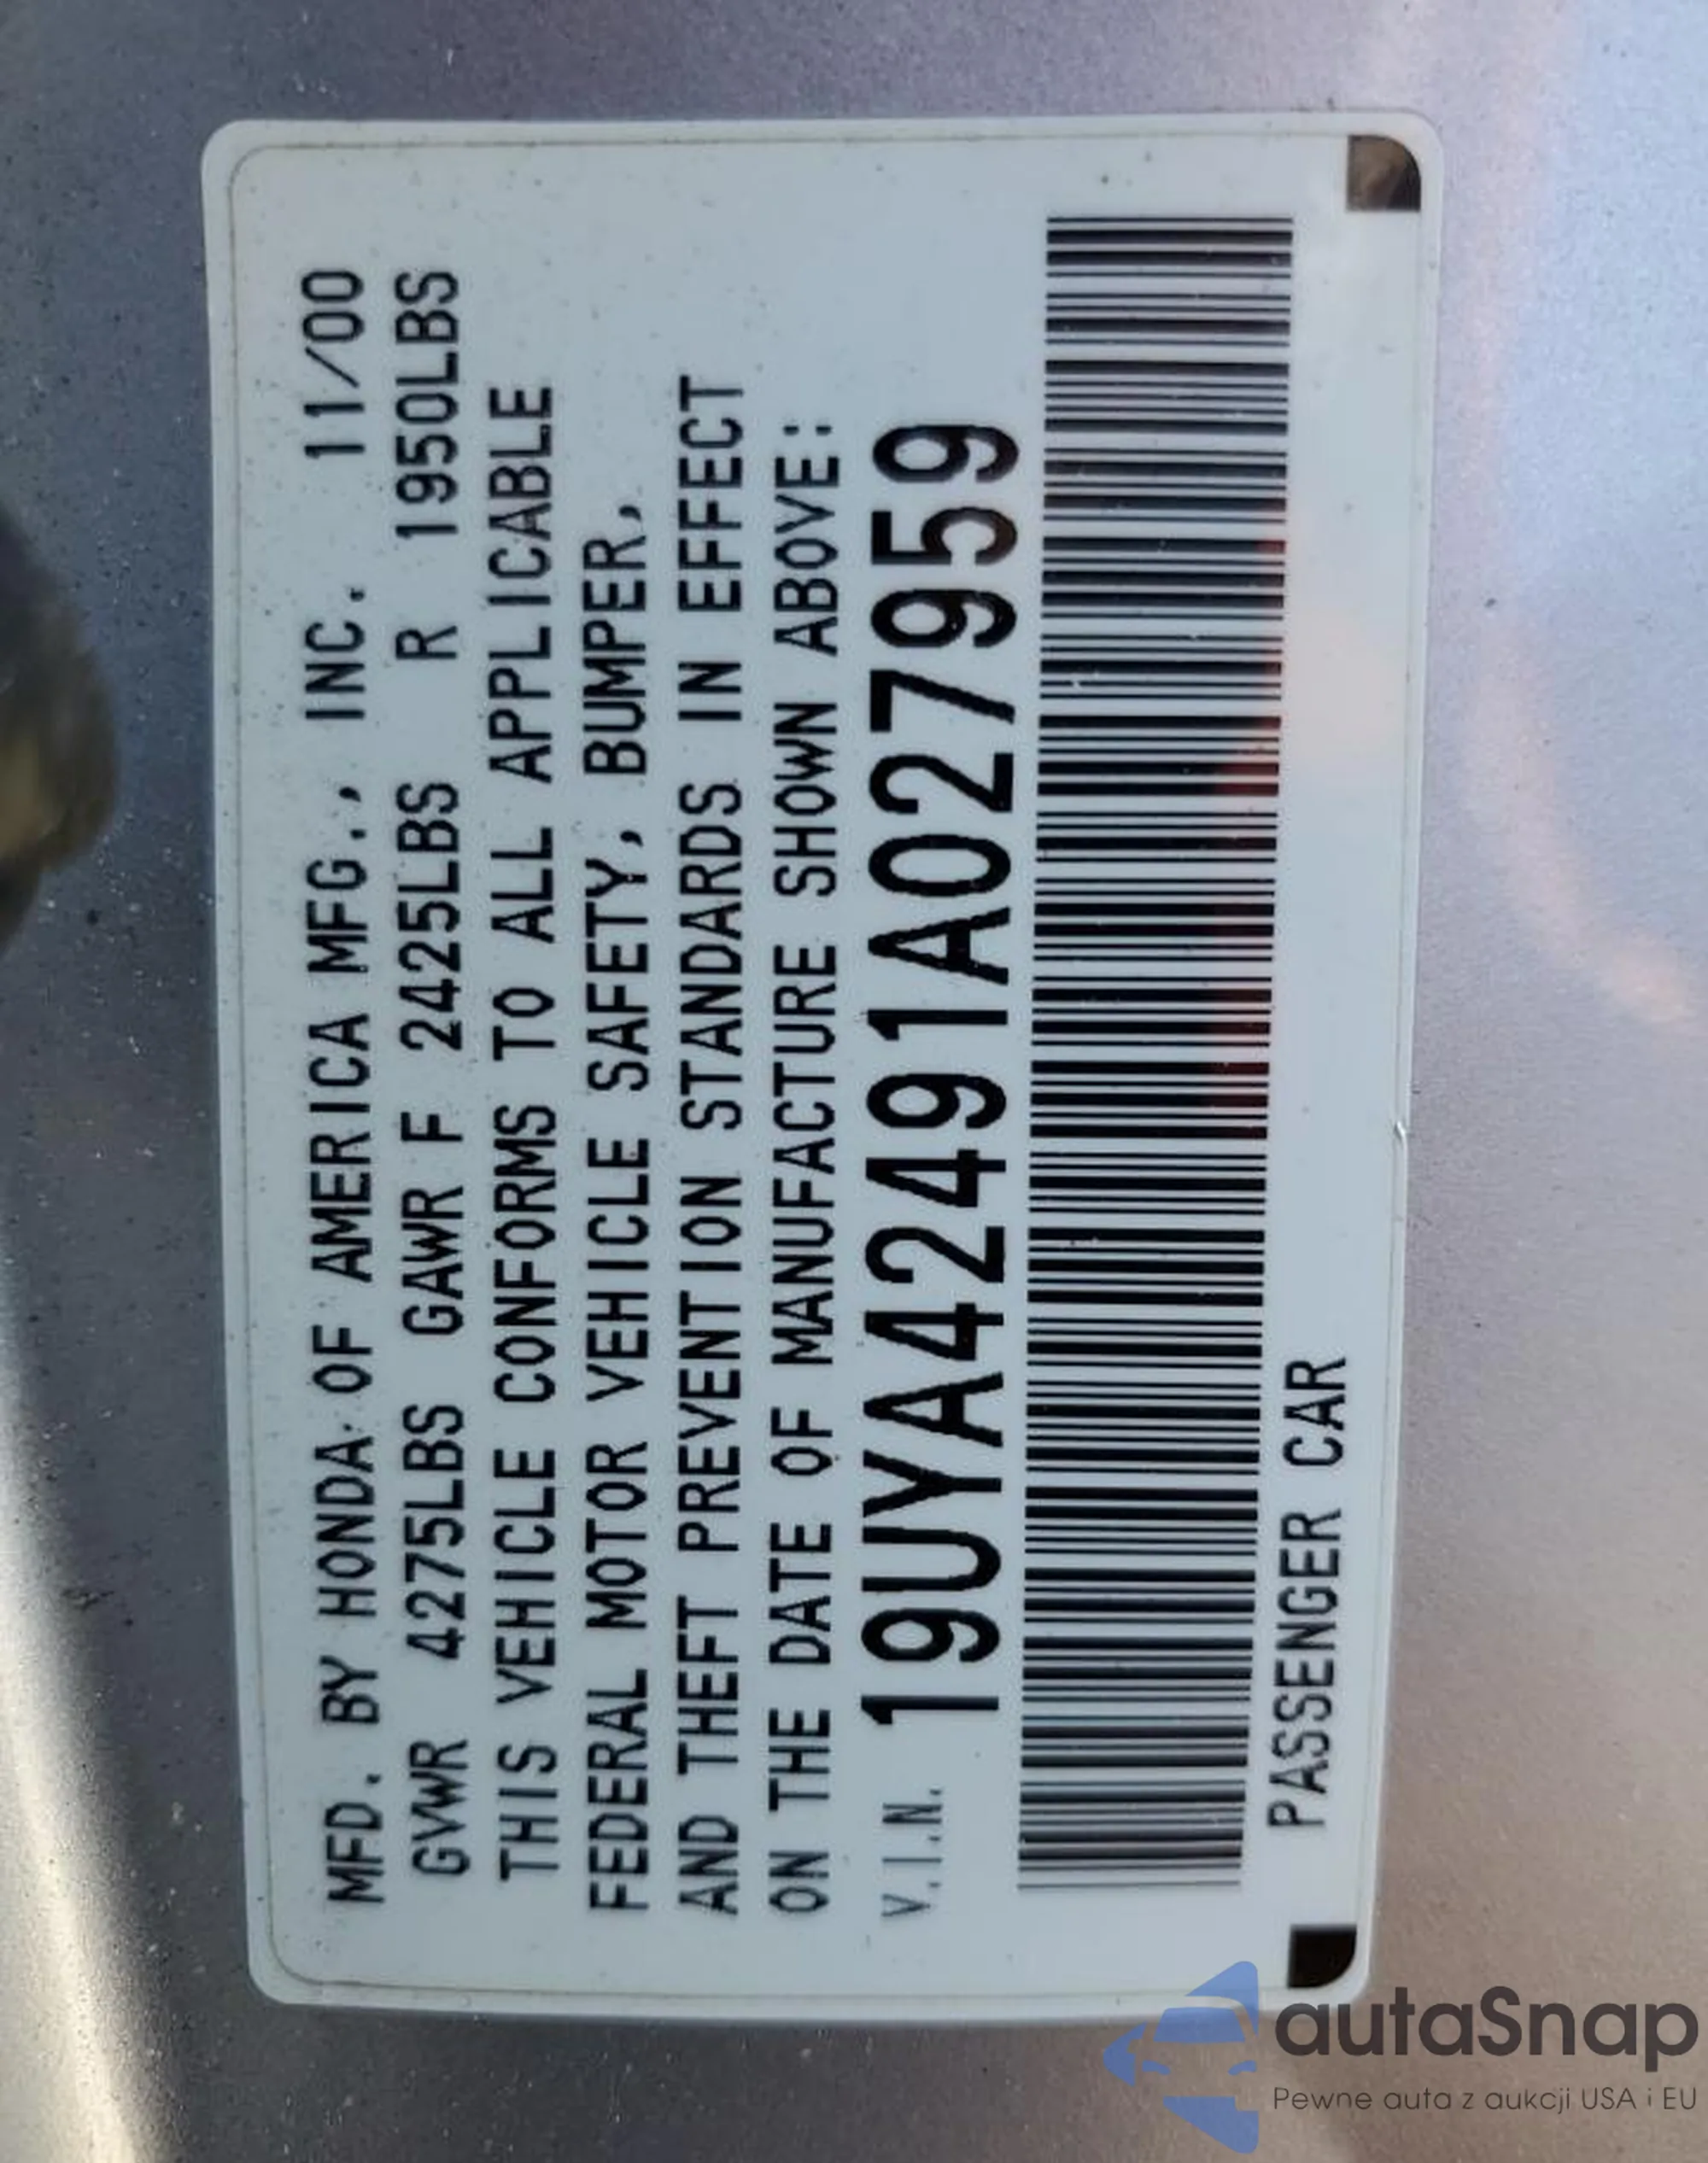 MFD. BY HONDA OF AMERICA MFG., INC. 11/00
GVWR 4275LBS GAWR F 2425LBS R 1950LBS
THIS VEHICLE CONFORMS TO ALL APPLICABLE
FEDERAL MOTOR VEHICLE SAFETY, BUMPER,
AND THEFT PREVENTION STANDARDS IN EFFECT
ON THE DATE OF MANUFACTURE SHOWN ABOVE:
V.I.N. 19UYA42491A027959
PASSENGER CAR
autaSnap
Pewne auta z aukcji USA i EU